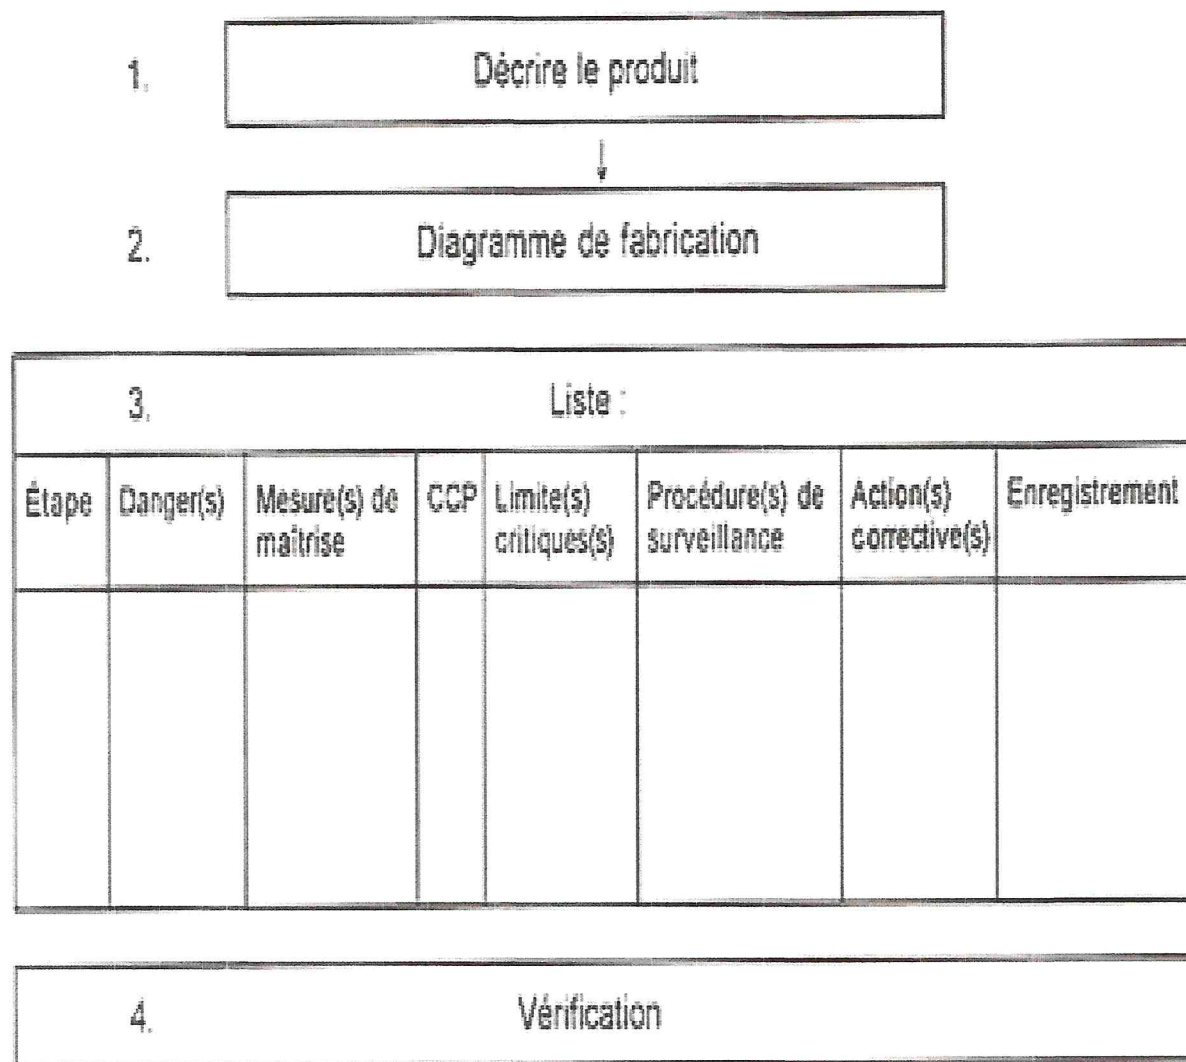 1. Décrire le produit
2. Diagramme de fabrication
3. Liste :
Étape
Danger(s)
Mesure(s) de
maîtrise
CCP
Limite(s)
critiques(s)
Procédure(s) de
surveillance
Action(s)
corrective(s)
Enregistrement
4. Vérification